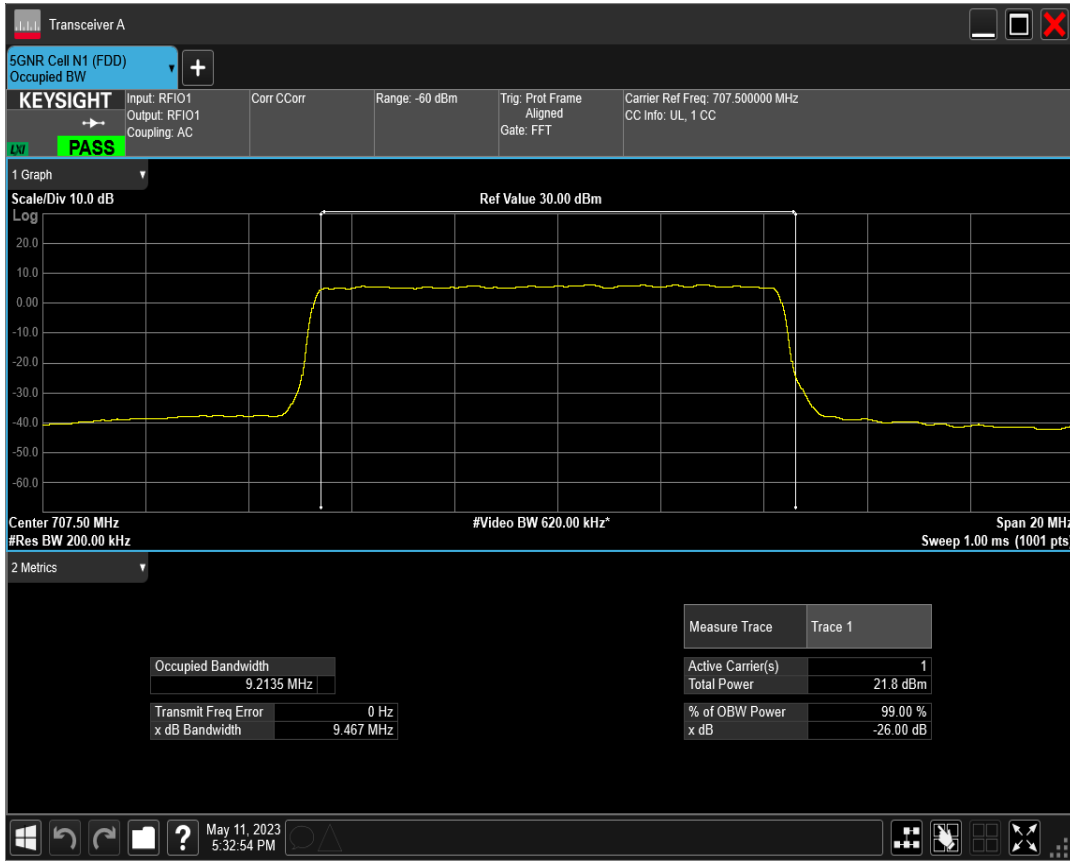 Transceiver A
5GNR Cell N1 (FDD)
Occupied BW
+
KEYSIGHT
LXI
PASS
Input: RFIO1
Output: RFIO1
Coupling: AC
Corr CCorr
Range: -60 dBm
Trig: Prot Frame
Aligned
Gate: FFT
Carrier Ref Freq: 707.500000 MHz
CC Info: UL, 1 CC
1 Graph
Scale/Div 10.0 dB
Ref Value 30.00 dBm
Log
20.0
10.0
0.00
-10.0
-20.0
-30.0
-40.0
-50.0
-60.0
Center 707.50 MHz
#Video BW 620.00 kHz*
Span 20 MHz
#Res BW 200.00 kHz
Sweep 1.00 ms (1001 pts)
2 Metrics
Measure Trace Trace 1
Occupied Bandwidth
9.2135 MHz
Active Carrier(s) 1
Total Power 21.8 dBm
Transmit Freq Error 0 Hz
x dB Bandwidth 9.467 MHz
% of OBW Power 99.00 %
x dB -26.00 dB
?
May 11, 2023
5:32:54 PM